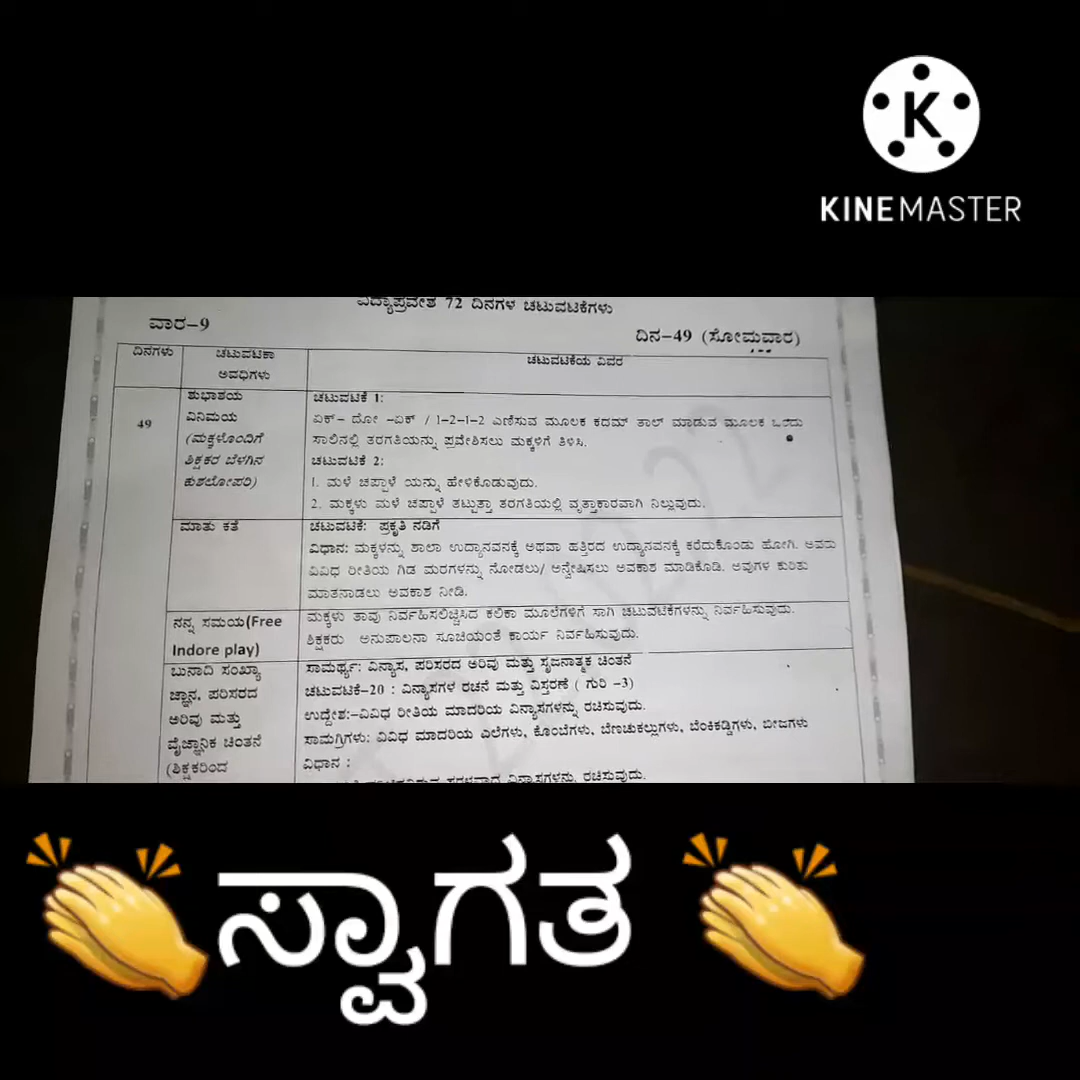 K
KINEMASTER
ವಿದ್ಯಾಪ್ರವೇಶ 72 ದಿನಗಳ ಚಟುವಟಿಕೆಗಳು
ವಾರ-9
ದಿನ-49 (ಸೋಮವಾರ)
ದಿನಗಳು
ಚಟುವಟಿಕಾ
ಅವಧಿಗಳು
ಚಟುವಟಿಕೆಯ ವಿವರ
49
ಶುಭಾಶಯ
ವಿನಿಮಯ
(ಮಕ್ಕಳೊಂದಿಗೆ
ಶಿಕ್ಷಕರ ಬೆಳಗಿನ
ಕುಶಲೋಪರಿ)
ಚಟುವಟಿಕೆ 1:
ಏಕ್- ದೋ -ಏಕ್ / 1-2-1-2 ಎಣಿಸುವ ಮೂಲಕ ಕದಮ್ ತಾಲ್ ಮಾಡುವ ಮೂಲಕ ಒಂದು
ಸಾಲಿನಲ್ಲಿ ತರಗತಿಯನ್ನು ಪ್ರವೇಶಿಸಲು ಮಕ್ಕಳಿಗೆ ತಿಳಿಸಿ.
ಚಟುವಟಿಕೆ 2:
1. ಮಳೆ ಚಪ್ಪಾಳೆ ಯನ್ನು ಹೇಳಿಕೊಡುವುದು.
2. ಮಕ್ಕಳು ಮಳೆ ಚಪ್ಪಾಳೆ ತಟ್ಟುತ್ತಾ ತರಗತಿಯಲ್ಲಿ ವೃತ್ತಾಕಾರವಾಗಿ ನಿಲ್ಲುವುದು.
ಮಾತು ಕತೆ
ಚಟುವಟಿಕೆ: ಪ್ರಕೃತಿ ನಡಿಗೆ
ವಿಧಾನ: ಮಕ್ಕಳನ್ನು ಶಾಲಾ ಉದ್ಯಾನವನಕ್ಕೆ ಅಥವಾ ಹತ್ತಿರದ ಉದ್ಯಾನವನಕ್ಕೆ ಕರೆದುಕೊಂಡು ಹೋಗಿ. ಅವರು
ವಿವಿಧ ರೀತಿಯ ಗಿಡ ಮರಗಳನ್ನು ನೋಡಲು/ ಅನ್ವೇಷಿಸಲು ಅವಕಾಶ ಮಾಡಿಕೊಡಿ. ಅವುಗಳ ಕುರಿತು
ಮಾತನಾಡಲು ಅವಕಾಶ ನೀಡಿ.
ನನ್ನ ಸಮಯ(Free
Indore play)
ಮಕ್ಕಳು ತಾವು ನಿರ್ವಹಿಸಲಿಚ್ಚಿಸಿದ ಕಲಿಕಾ ಮೂಲೆಗಳಿಗೆ ಸಾಗಿ ಚಟುವಟಿಕೆಗಳನ್ನು ನಿರ್ವಹಿಸುವುದು.
ಶಿಕ್ಷಕರು ಅನುಪಾಲನಾ ಸೂಚಿಯಂತೆ ಕಾರ್ಯ ನಿರ್ವಹಿಸುವುದು.
ಬುನಾದಿ ಸಂಖ್ಯಾ
ಜ್ಞಾನ, ಪರಿಸರದ
ಅರಿವು ಮತ್ತು
ವೈಜ್ಞಾನಿಕ ಚಿಂತನೆ
(ಶಿಕ್ಷಕರಿಂದ
ಸಾಮರ್ಥ್ಯ: ವಿನ್ಯಾಸ, ಪರಿಸರದ ಅರಿವು ಮತ್ತು ಸೃಜನಾತ್ಮಕ ಚಿಂತನೆ
ಚಟುವಟಿಕೆ-20 : ವಿನ್ಯಾಸಗಳ ರಚನೆ ಮತ್ತು ವಿಸ್ತರಣೆ ( ಗುರಿ -3)
ಉದ್ದೇಶ:-ವಿವಿಧ ರೀತಿಯ ಮಾದರಿಯ ವಿನ್ಯಾಸಗಳನ್ನು ರಚಿಸುವುದು.
ಸಾಮಗ್ರಿಗಳು: ವಿವಿಧ ಮಾದರಿಯ ಎಲೆಗಳು, ಕೊಂಬೆಗಳು, ಬೆಣಚುಕಲ್ಲುಗಳು, ಬೆಂಕಿಕಡ್ಡಿಗಳು, ಬೀಜಗಳು
ವಿಧಾನ :
ಸರಳವಾದ ವಿನ್ಯಾಸಗಳನ್ನು ರಚಿಸುವುದು.
ಸ್ವಾಗತ